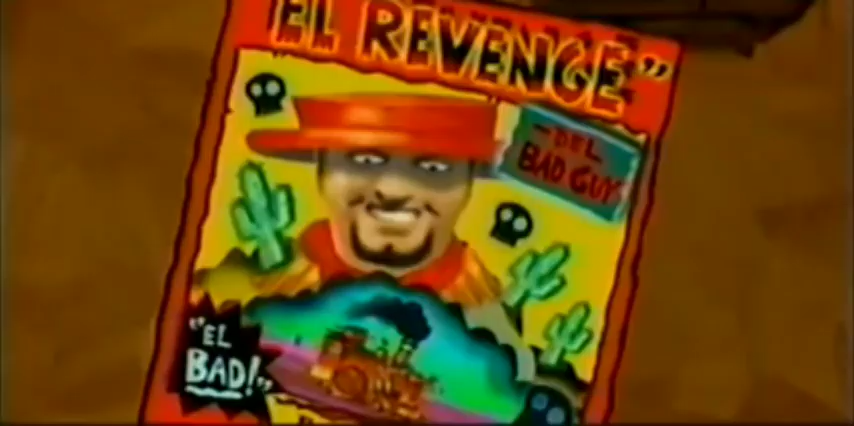 "EL REVENGE"
-DEL
BAD GUY
"EL
BAD!"